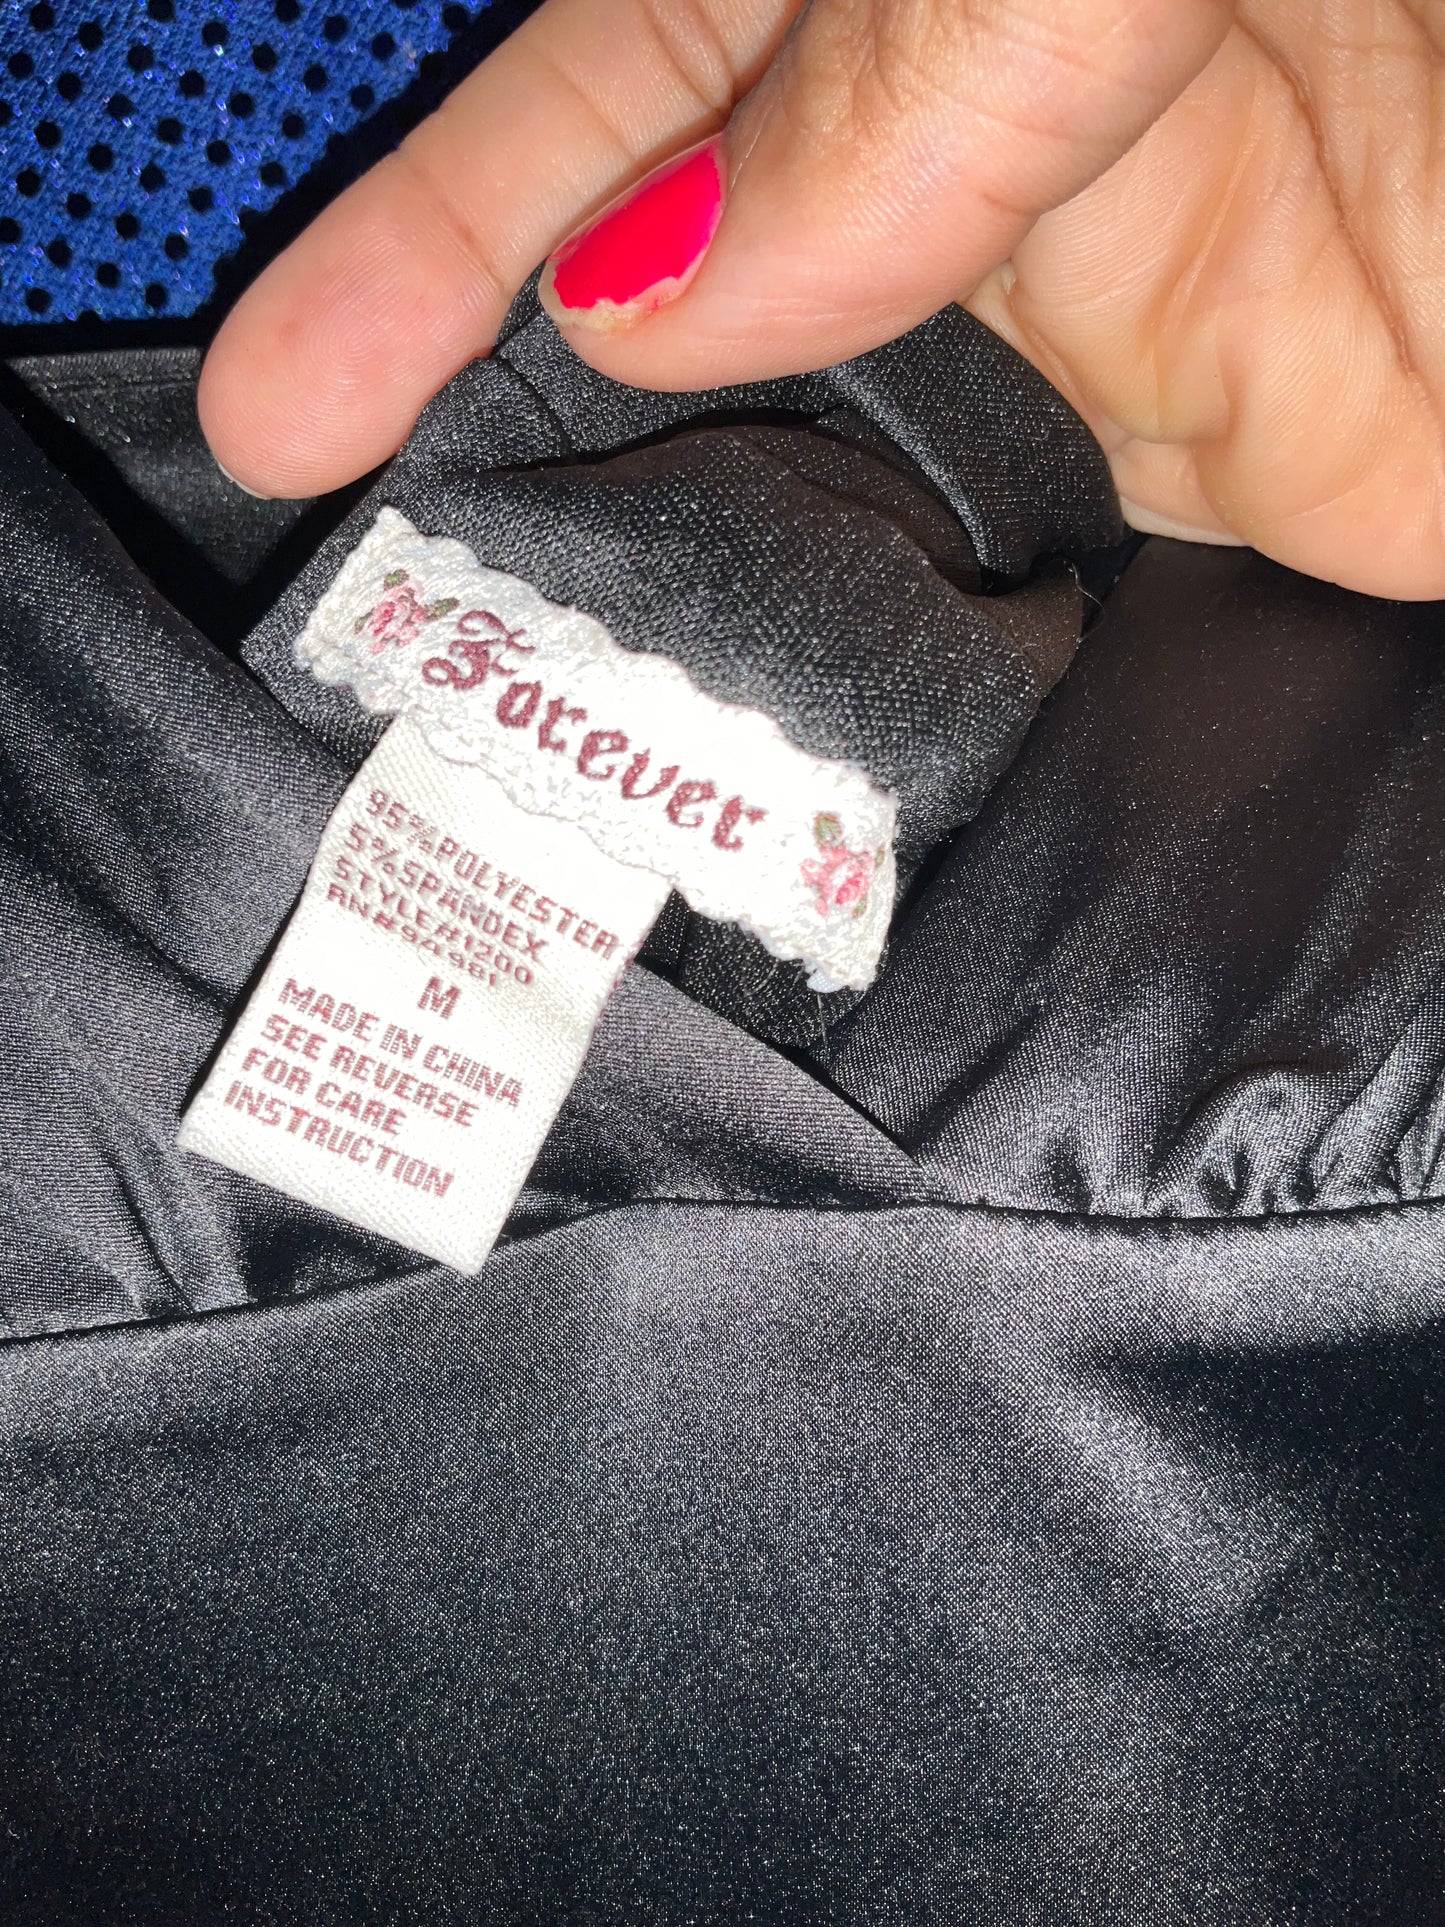 Forever
95%POLYESTER
5%SPANDEX
STYLE#1200
RN#94981
M
MADE IN CHINA
SEE REVERSE
FOR CARE
INSTRUCTION